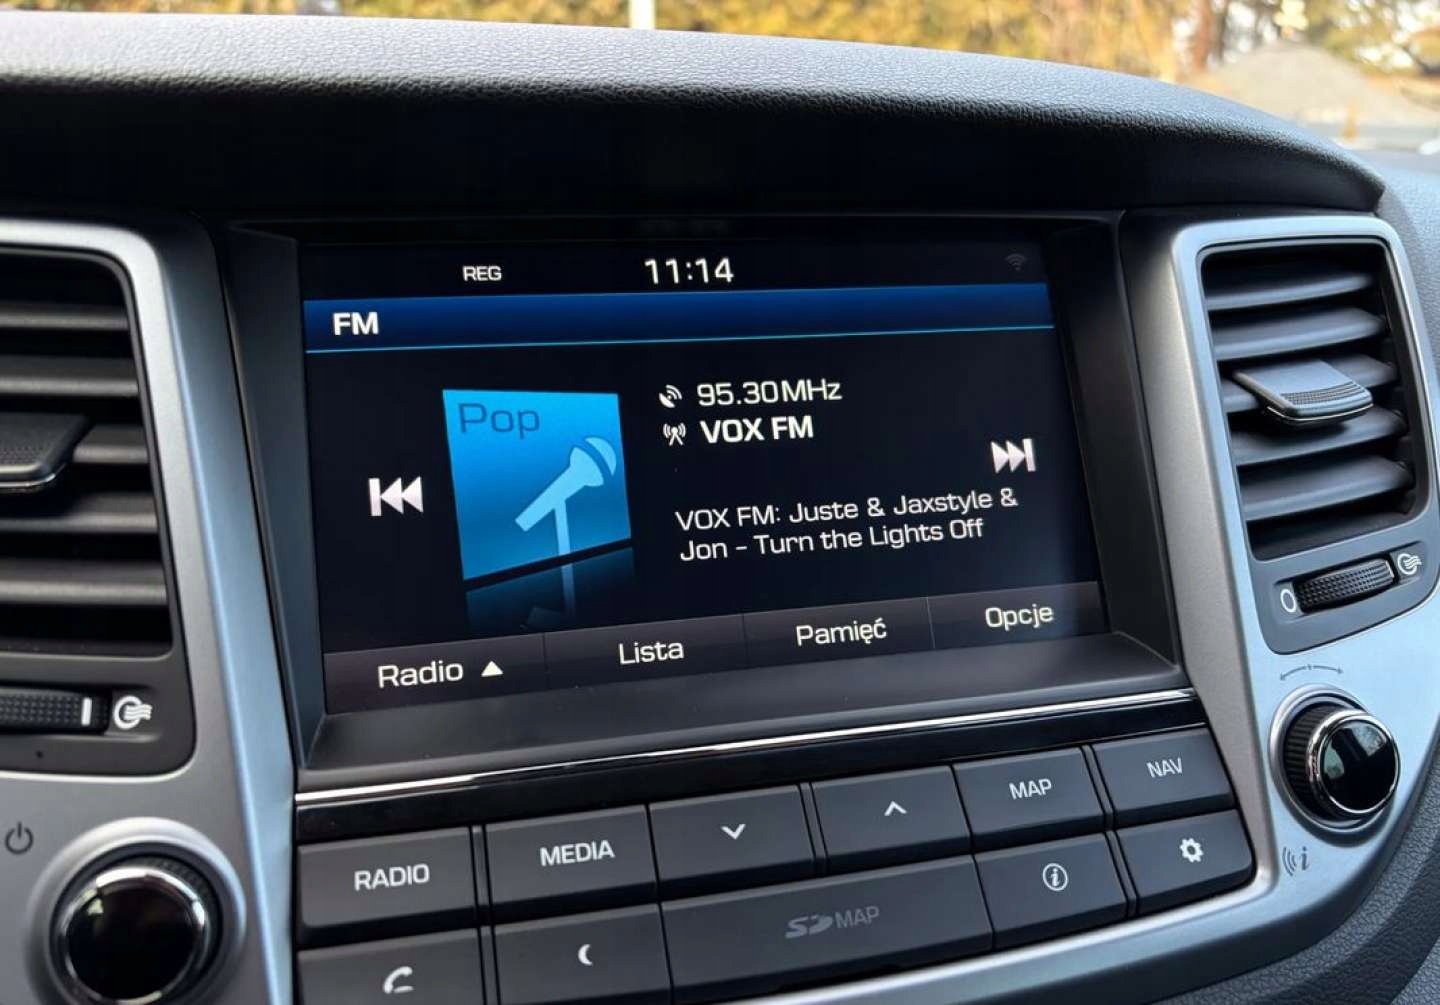 REG 11:14
FM
Pop
95.30MHz
VOX FM
VOX FM: Juste & Jaxstyle &
Jon - Turn the Lights Off
Radio ▲ Lista Pamięć Opcje
RADIO MEDIA MAP NAV
SD MAP i
0
i